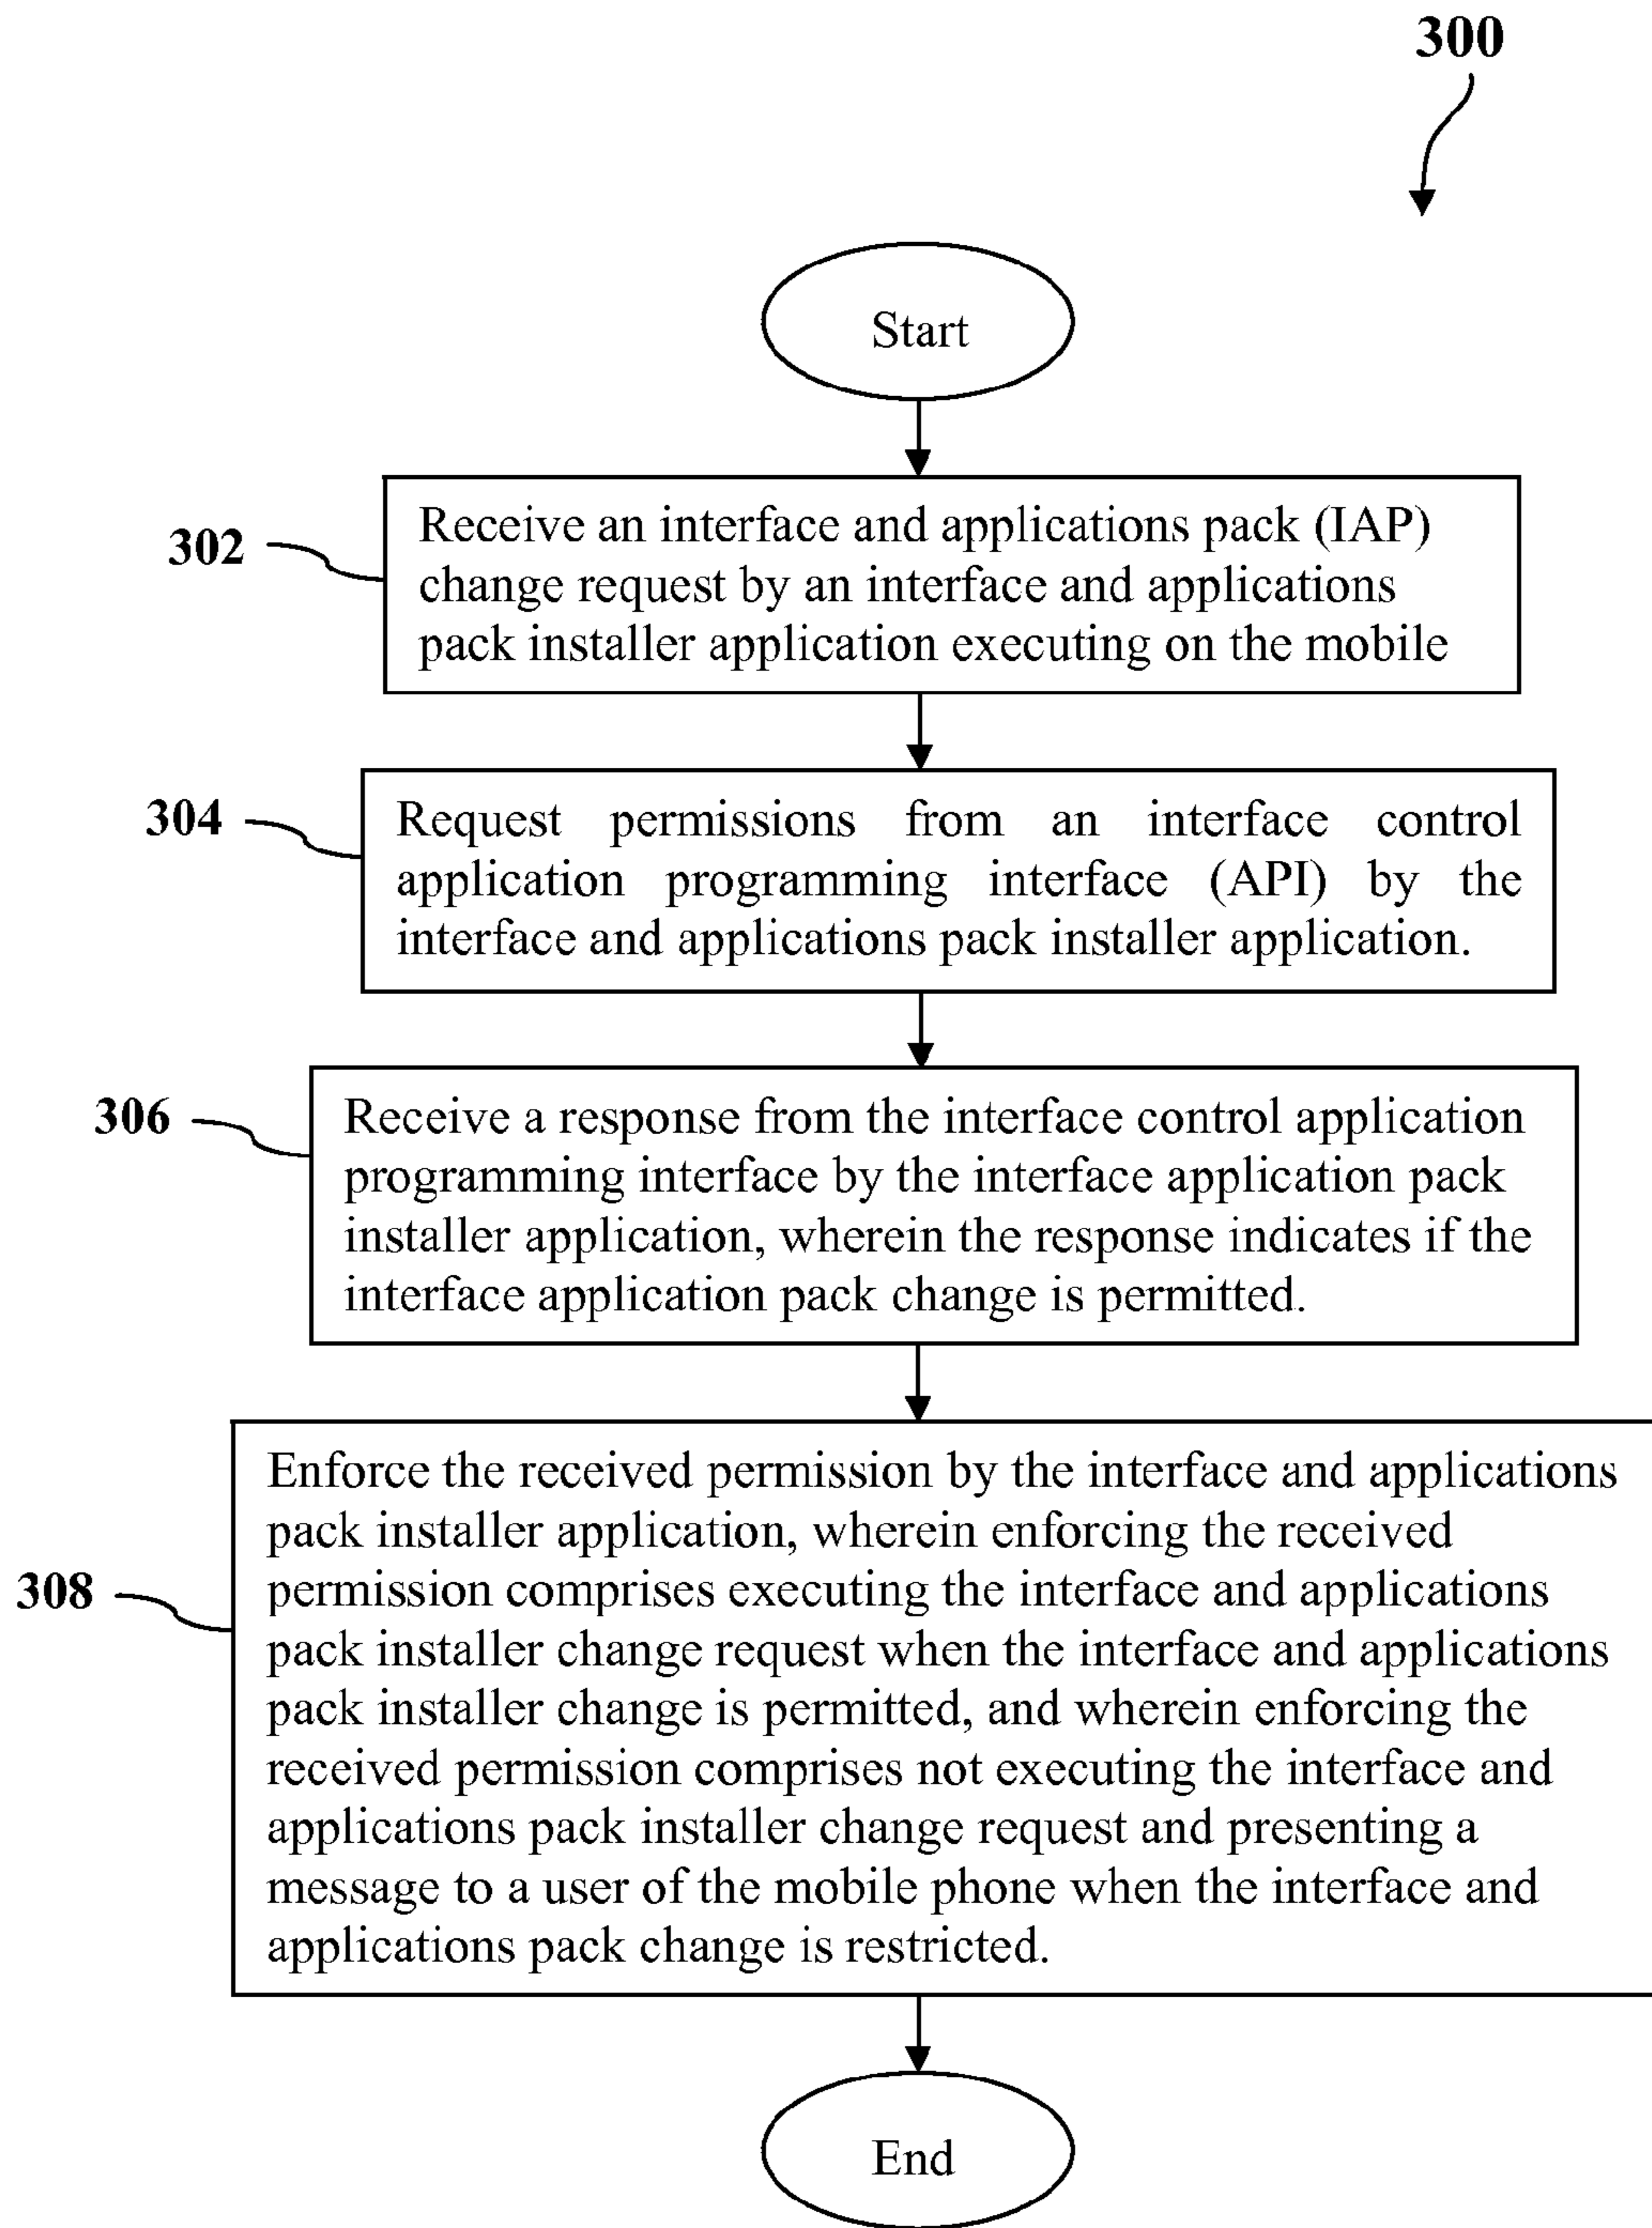 300
Start
302
Receive an interface and applications pack (IAP)
change request by an interface and applications
pack installer application executing on the mobile
304
Request permissions from an interface control
application programming interface (API) by the
interface and applications pack installer application.
306
Receive a response from the interface control application
programming interface by the interface application pack
installer application, wherein the response indicates if the
interface application pack change is permitted.
308
Enforce the received permission by the interface and applications
pack installer application, wherein enforcing the received
permission comprises executing the interface and applications
pack installer change request when the interface and applications
pack installer change is permitted, and wherein enforcing the
received permission comprises not executing the interface and
applications pack installer change request and presenting a
message to a user of the mobile phone when the interface and
applications pack change is restricted.
End